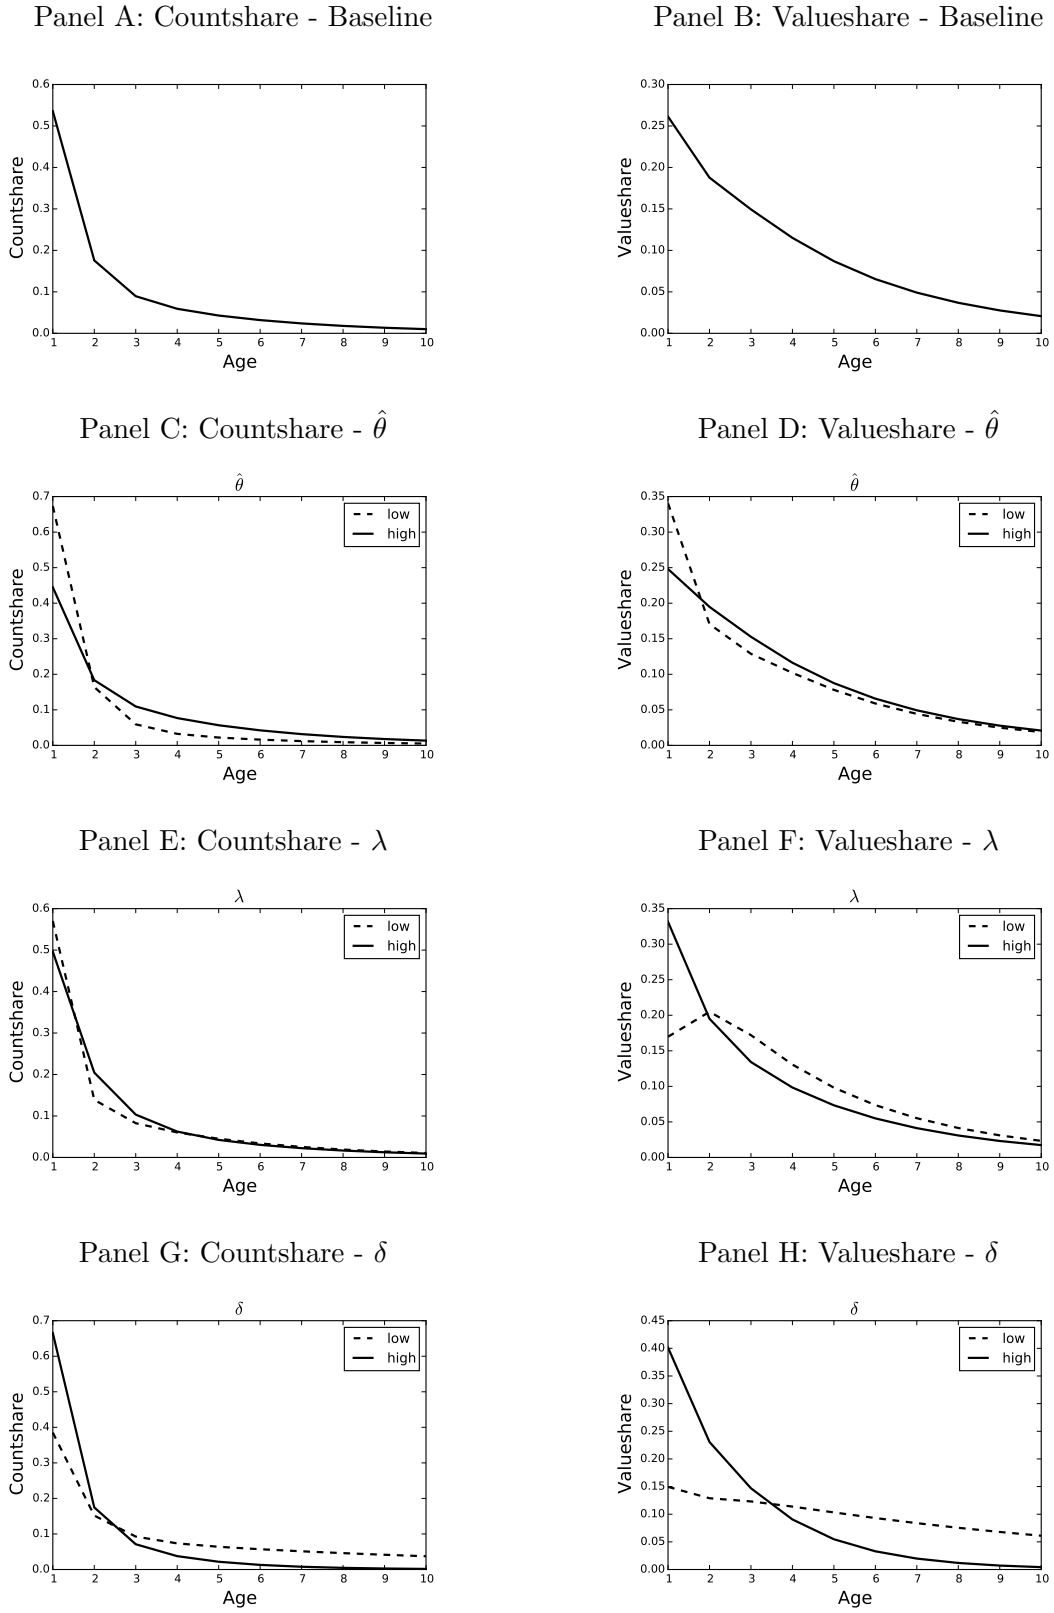 Panel A: Countshare - Baseline
0.6
0.5
0.4
0.3
0.2
0.1
0.0
Countshare
1 2 3 4 5 6 7 8 9 10
Age
Panel B: Valueshare - Baseline
0.30
0.25
0.20
0.15
0.10
0.05
0.00
Valueshare
1 2 3 4 5 6 7 8 9 10
Age
Panel C: Countshare - θ̂
θ̂
0.7
0.6
0.5
0.4
0.3
0.2
0.1
0.0
Countshare
low
high
1 2 3 4 5 6 7 8 9 10
Age
Panel D: Valueshare - θ̂
θ̂
0.35
0.30
0.25
0.20
0.15
0.10
0.05
0.00
Valueshare
low
high
1 2 3 4 5 6 7 8 9 10
Age
Panel E: Countshare - λ
λ
0.6
0.5
0.4
0.3
0.2
0.1
0.0
Countshare
low
high
1 2 3 4 5 6 7 8 9 10
Age
Panel F: Valueshare - λ
λ
0.35
0.30
0.25
0.20
0.15
0.10
0.05
0.00
Valueshare
low
high
1 2 3 4 5 6 7 8 9 10
Age
Panel G: Countshare - δ
δ
0.7
0.6
0.5
0.4
0.3
0.2
0.1
0.0
Countshare
low
high
1 2 3 4 5 6 7 8 9 10
Age
Panel H: Valueshare - δ
δ
0.45
0.40
0.35
0.30
0.25
0.20
0.15
0.10
0.05
0.00
Valueshare
low
high
1 2 3 4 5 6 7 8 9 10
Age